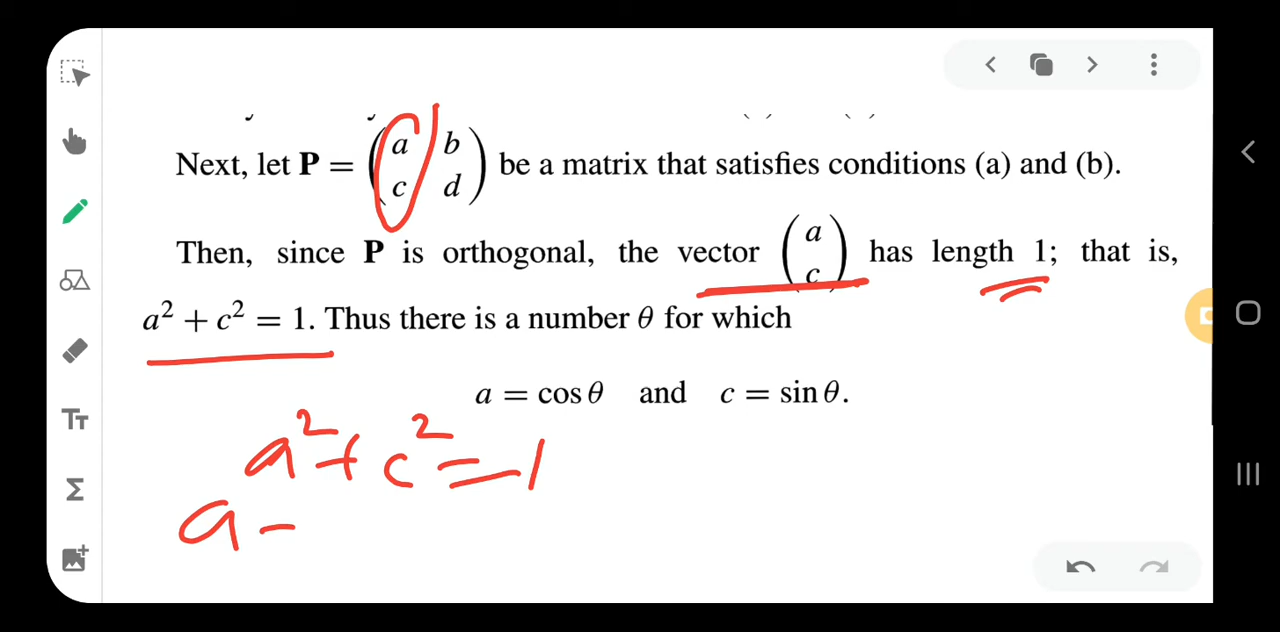 Next, let P = ( a b
c d ) be a matrix that satisfies conditions (a) and (b).
Then, since P is orthogonal, the vector ( a
c ) has length 1; that is,
a² + c² = 1. Thus there is a number θ for which
a = cos θ and c = sin θ.
a² + c² = 1
a =
Tᴛ
Σ